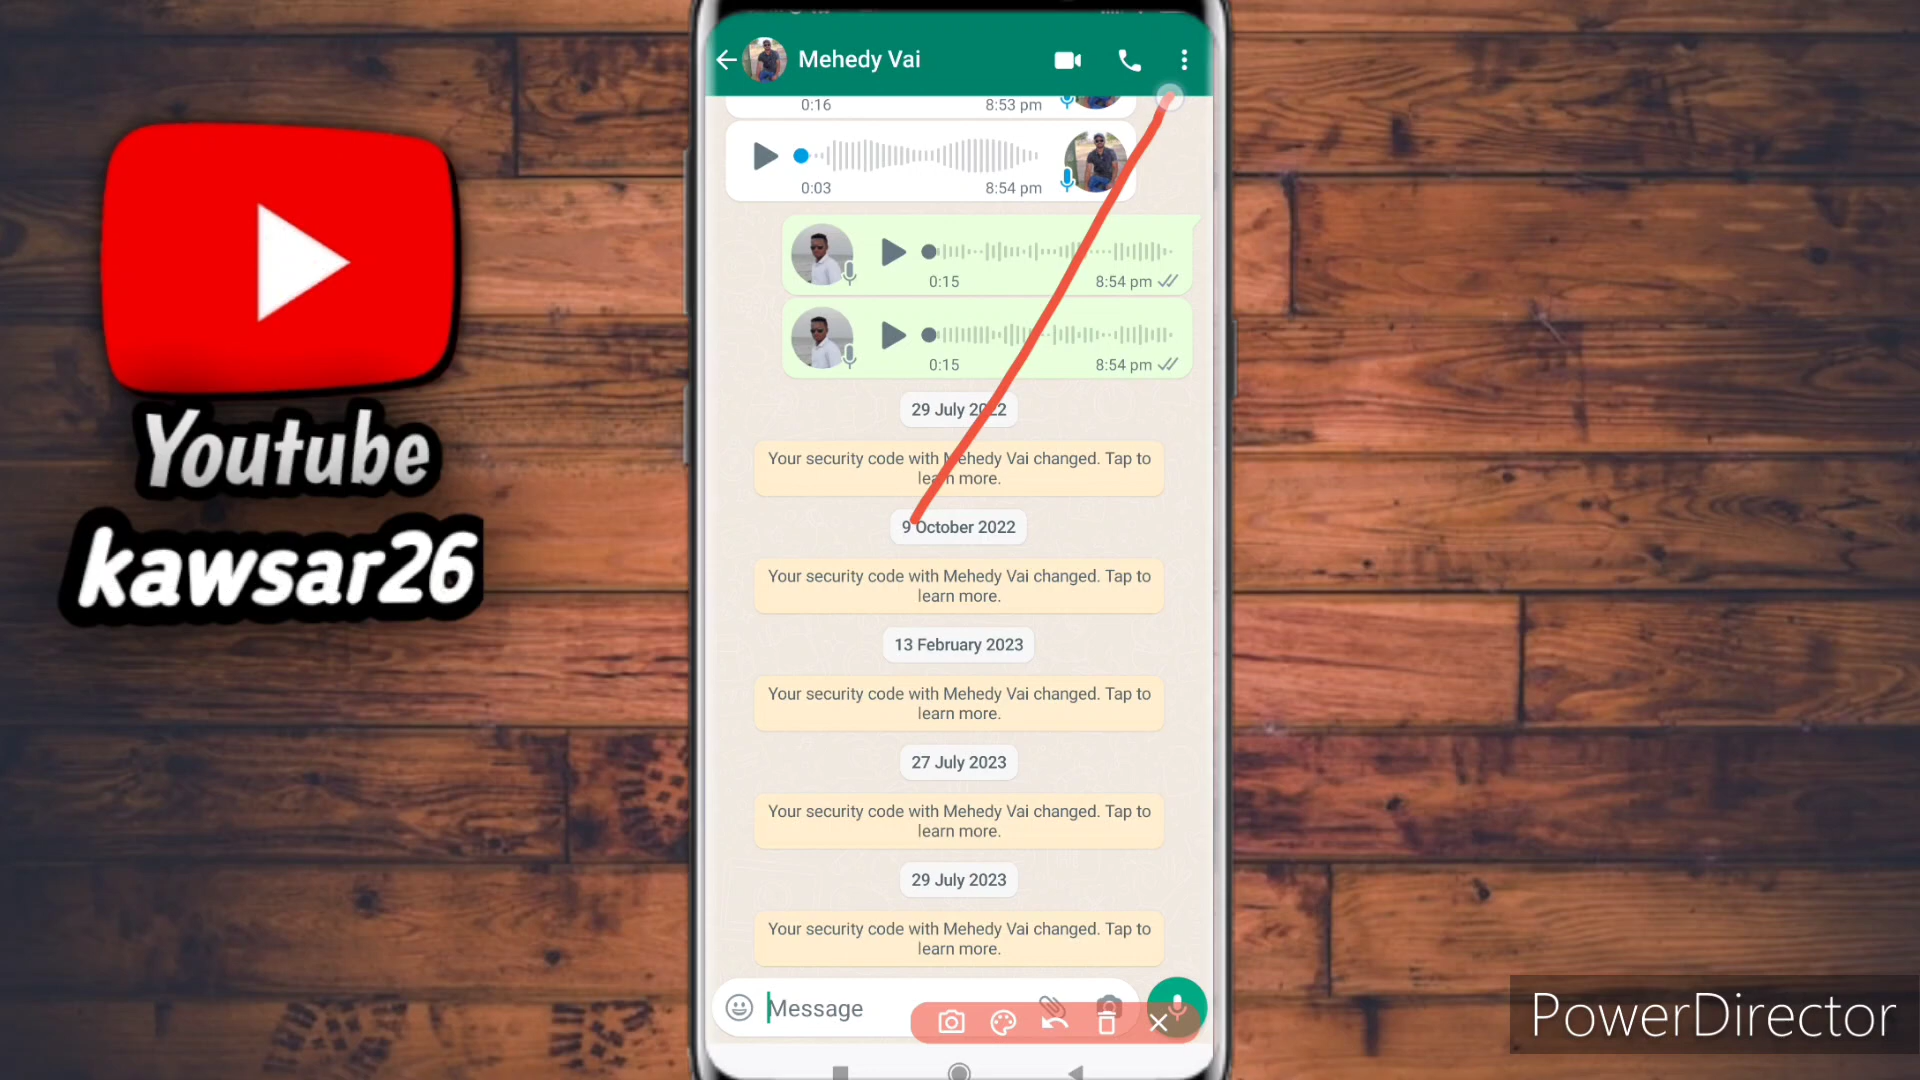 Mehedy Vai
0:16 8:53 pm
0:03 8:54 pm
0:15 8:54 pm
0:15 8:54 pm
29 July 2022
Your security code with Mehedy Vai changed. Tap to
learn more.
9 October 2022
Your security code with Mehedy Vai changed. Tap to
learn more.
13 February 2023
Your security code with Mehedy Vai changed. Tap to
learn more.
27 July 2023
Your security code with Mehedy Vai changed. Tap to
learn more.
29 July 2023
Your security code with Mehedy Vai changed. Tap to
learn more.
Message
Youtube
kawsar26
PowerDirector